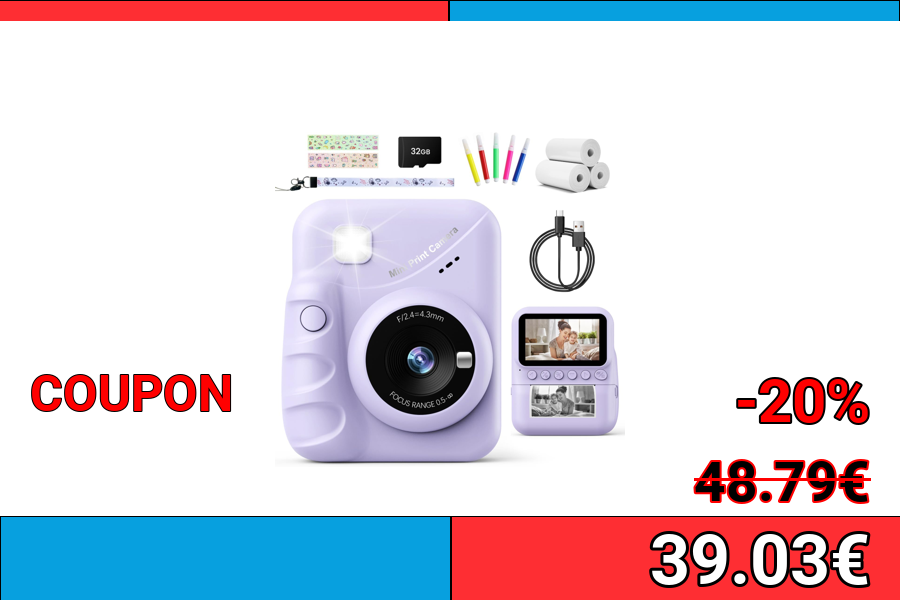 32GB
Mini Print Camera
F/2.4=4.3mm
FOCUS RANGE 0.5-∞
COUPON
-20%
48.79€
39.03€